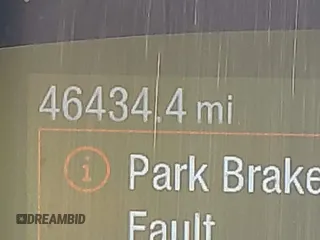 46434.4 mi
i Park Brake
Fault
DREAMBID